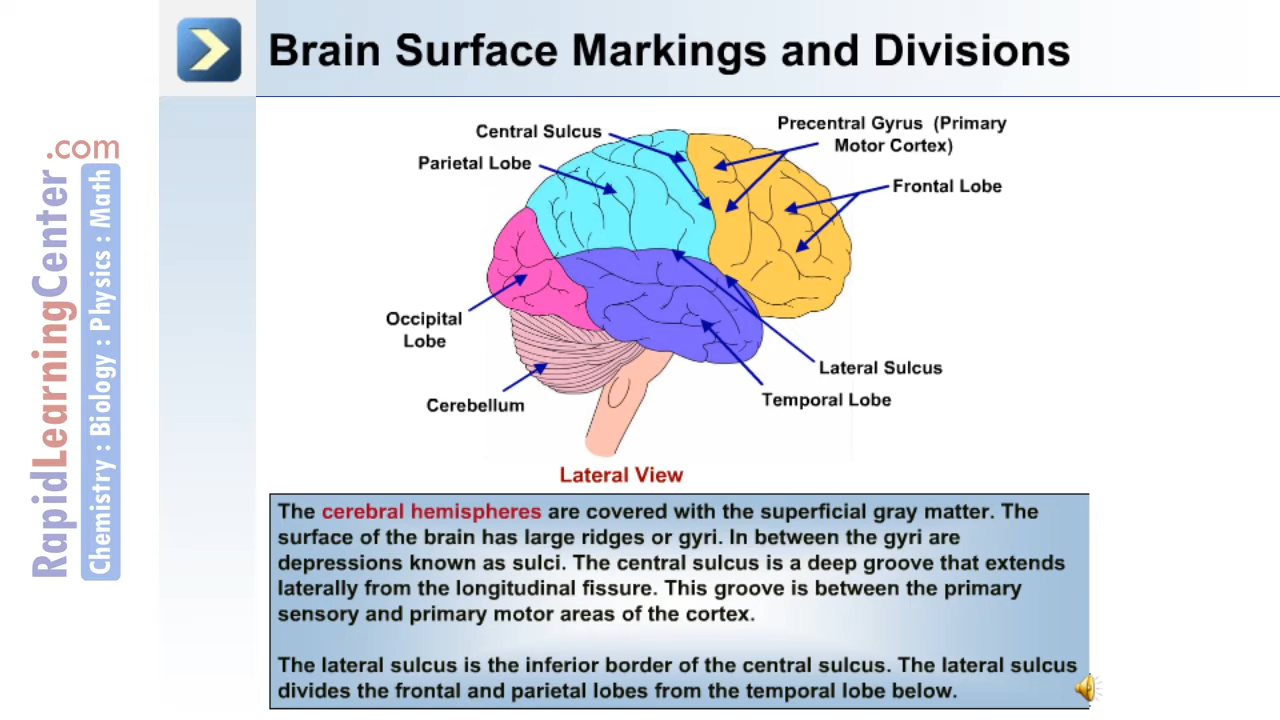 Brain Surface Markings and Divisions
RapidLearningCenter.com
Chemistry : Biology : Physics : Math
Central Sulcus
Parietal Lobe
Precentral Gyrus (Primary
Motor Cortex)
Frontal Lobe
Occipital
Lobe
Cerebellum
Lateral Sulcus
Temporal Lobe
Lateral View
The cerebral hemispheres are covered with the superficial gray matter. The
surface of the brain has large ridges or gyri. In between the gyri are
depressions known as sulci. The central sulcus is a deep groove that extends
laterally from the longitudinal fissure. This groove is between the primary
sensory and primary motor areas of the cortex.
The lateral sulcus is the inferior border of the central sulcus. The lateral sulcus
divides the frontal and parietal lobes from the temporal lobe below.